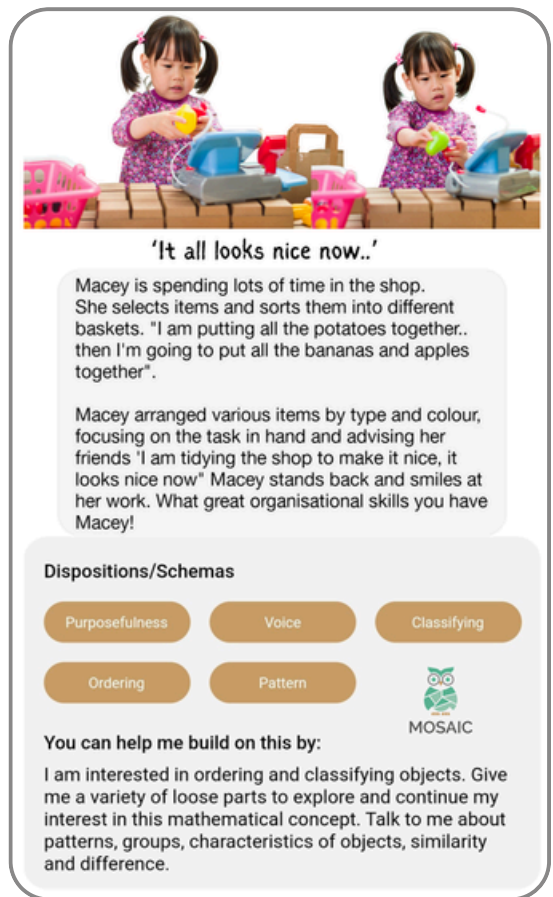 ‘It all looks nice now..’
Macey is spending lots of time in the shop.
She selects items and sorts them into different
baskets. "I am putting all the potatoes together..
then I'm going to put all the bananas and apples
together".
Macey arranged various items by type and colour,
focusing on the task in hand and advising her
friends 'I am tidying the shop to make it nice, it
looks nice now" Macey stands back and smiles at
her work. What great organisational skills you have
Macey!
Dispositions/Schemas
Purposefulness
Voice
Classifying
Ordering
Pattern
MOSAIC
You can help me build on this by:
I am interested in ordering and classifying objects. Give
me a variety of loose parts to explore and continue my
interest in this mathematical concept. Talk to me about
patterns, groups, characteristics of objects, similarity
and difference.